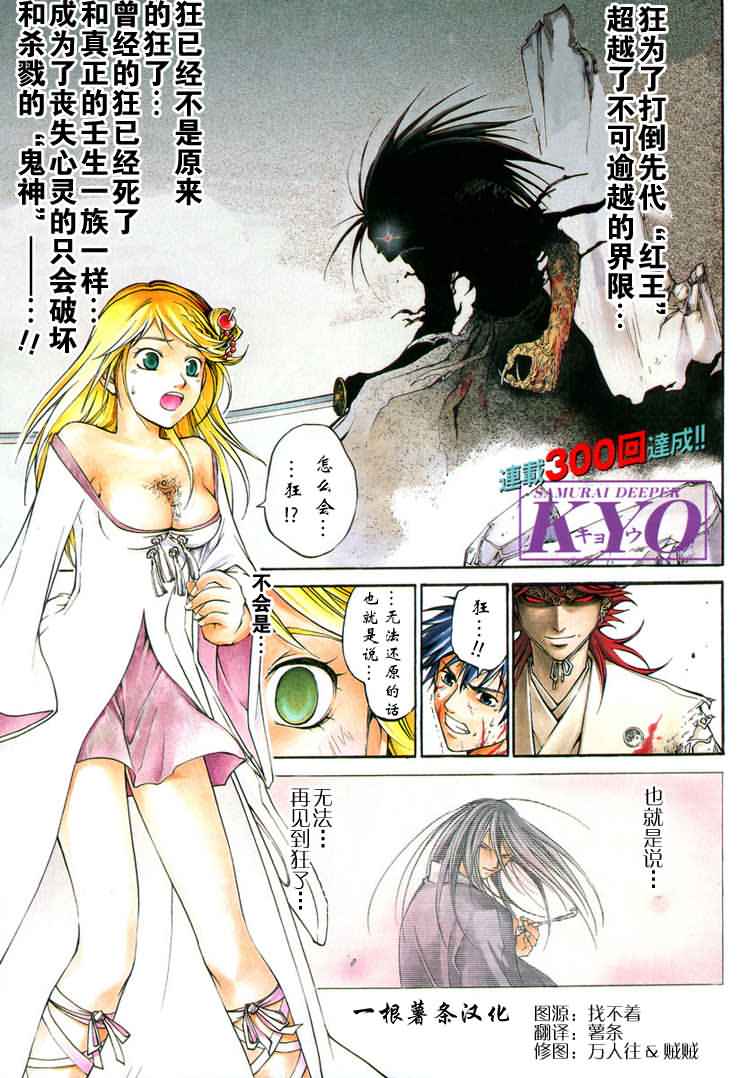 狂为了打倒先代“红王”
超越了不可逾越的界限…
狂已经不是原来
的狂了…
曾经的狂已经死了
和真正的壬生一族一样…
成为了丧失心灵的只会破坏
和杀戮的“鬼神”——…!!
連載300回達成!!
SAMURAI DEEPER
KYO
キョウ
怎么会…
…狂!?
狂…!!
…无法还原的话
也就是说…
不会是…
也就是说…
无法…
再见到狂了…
一根薯条汉化
图源：找不着
翻译：薯条
修图：万人往 & 贼贼